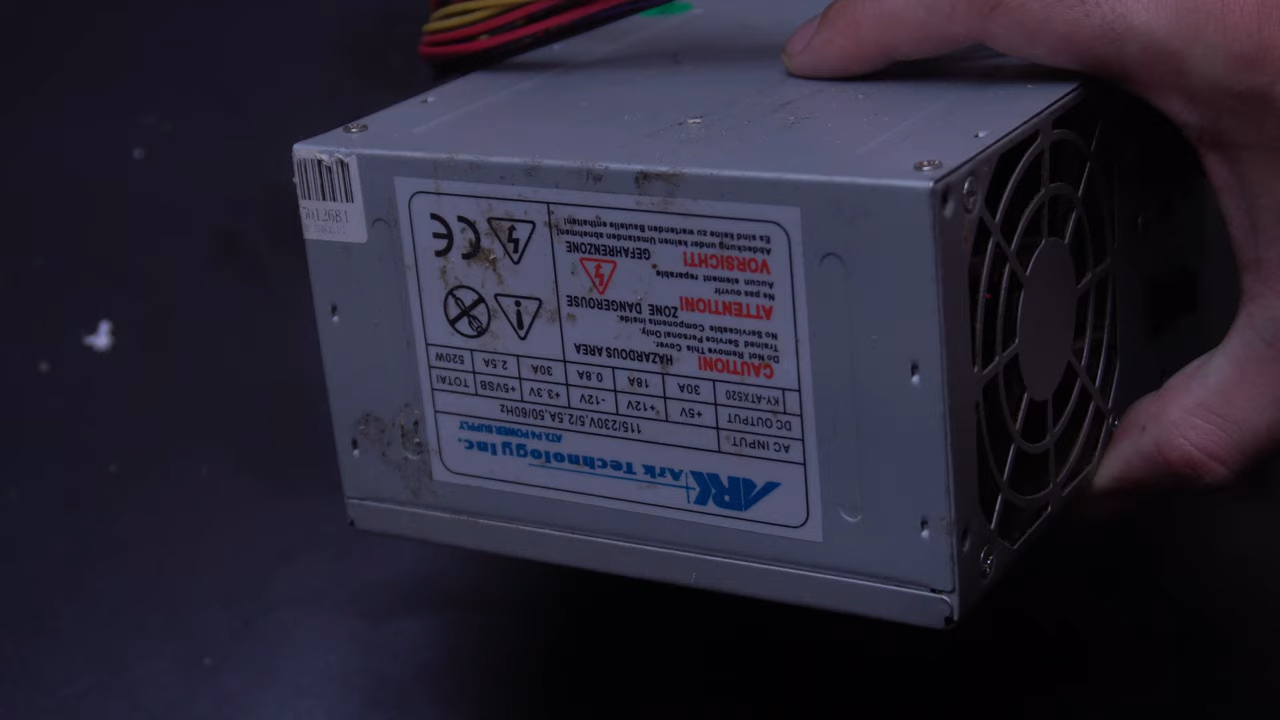 ARK Ark Technology Inc.
ATX P4 POWER SUPPLY
AC INPUT 115/230V,5/2.5A,50/60Hz
DC OUTPUT +5V +12V -12V +3.3V +5VSB TOTAL
KY-ATX520 30A 18A 0.8A 30A 2.5A 520W
CAUTION! HAZARDOUS AREA
Do Not Remove This Cover.
Trained Service Personal Only.
No Serviceable Components Inside.
ATTENTION! ZONE DANGEROUSE
Ne pas ouvrir
Aucun element reparable
VORSICHT! GEFAHRENZONE
Abdeckung under keinen Umstanden abnehmen!
Es sind keine zu wartenden Bauteile enthalten!
CE